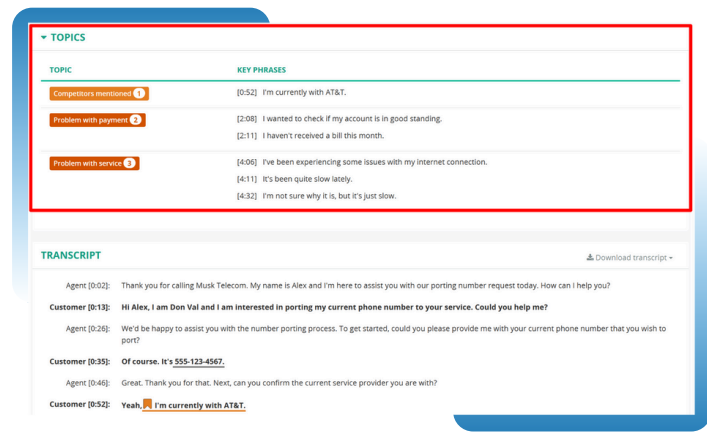 TOPICS
TOPIC KEY PHRASES
Competitors mentioned 1 [0:52] I'm currently with AT&T.
Problem with payment 2 [2:08] I wanted to check if my account is in good standing.
[2:11] I haven't received a bill this month.
Problem with service 3 [4:06] I've been experiencing some issues with my internet connection.
[4:11] It's been quite slow lately.
[4:32] I'm not sure why it is, but it's just slow.
TRANSCRIPT Download transcript
Agent [0:02]: Thank you for calling Musk Telecom. My name is Alex and I'm here to assist you with our porting number request today. How can I help you?
Customer [0:13]: Hi Alex, I am Don Val and I am interested in porting my current phone number to your service. Could you help me?
Agent [0:26]: We'd be happy to assist you with the number porting process. To get started, could you please provide me with your current phone number that you wish to
port?
Customer [0:35]: Of course. It's 555-123-4567.
Agent [0:46]: Great. Thank you for that. Next, can you confirm the current service provider you are with?
Customer [0:52]: Yeah, I'm currently with AT&T.